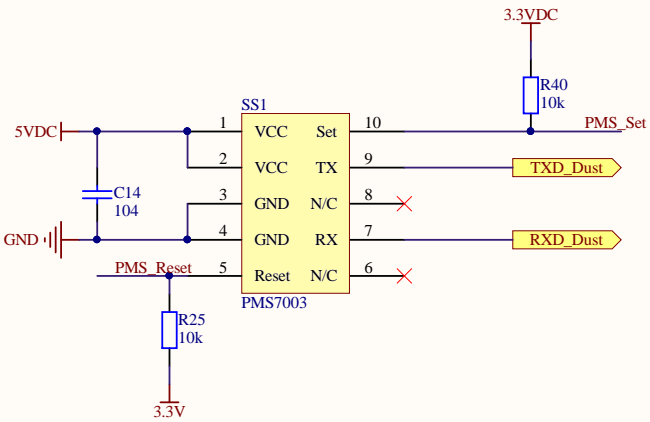 3.3VDC
R40
10k
SS1
5VDC
1
VCC
Set
10
PMS_Set
2
VCC
TX
9
TXD_Dust
C14
104
3
GND
N/C
8
GND
4
GND
RX
7
RXD_Dust
PMS_Reset
5
Reset
N/C
6
PMS7003
R25
10k
3.3V